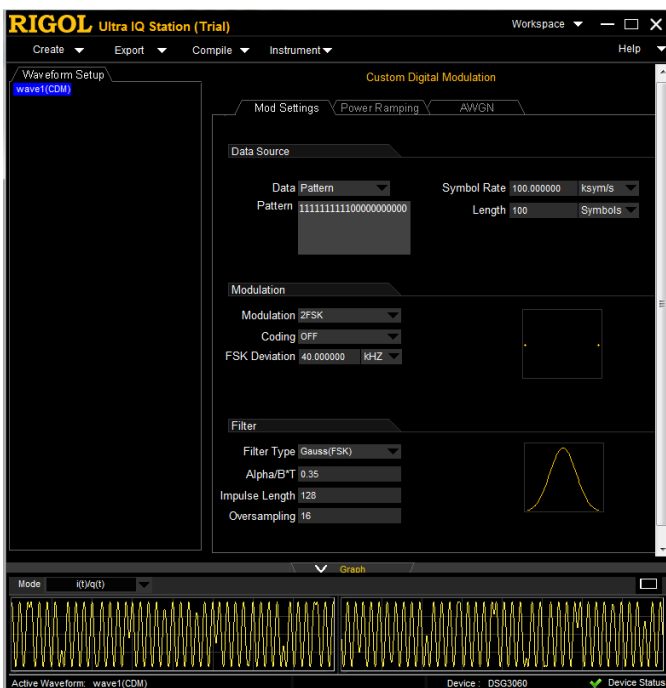 RIGOL Ultra IQ Station (Trial) Workspace
Create Export Compile Instrument Help
Waveform Setup
wave1(CDM)
Custom Digital Modulation
Mod Settings Power Ramping AWGN
Data Source
Data Pattern Symbol Rate 100.000000 ksym/s
Pattern 11111111110000000000 Length 100 Symbols
Modulation
Modulation 2FSK
Coding OFF
FSK Deviation 40.000000 kHZ
Filter
Filter Type Gauss(FSK)
Alpha/B*T 0.35
Impulse Length 128
Oversampling 16
Graph
Mode i(t)/q(t)
Active Waveform: wave1(CDM) Device : DSG3060 Device Status